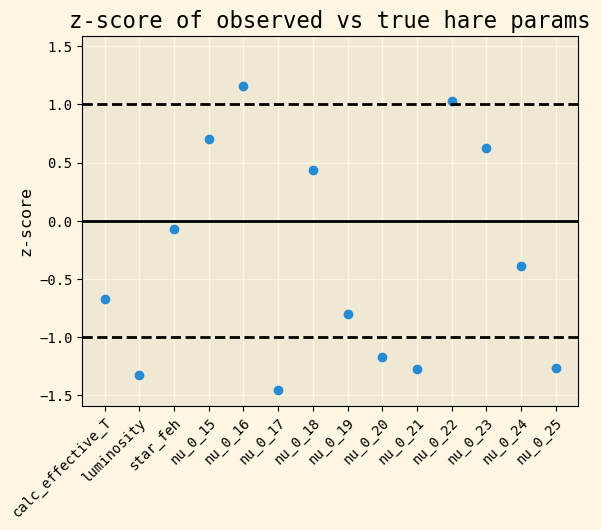 z-score of observed vs true hare params
z-score
1.5
1.0
0.5
0.0
−0.5
−1.0
−1.5
calc_effective_T
luminosity
star_feh
nu_0_15
nu_0_16
nu_0_17
nu_0_18
nu_0_19
nu_0_20
nu_0_21
nu_0_22
nu_0_23
nu_0_24
nu_0_25